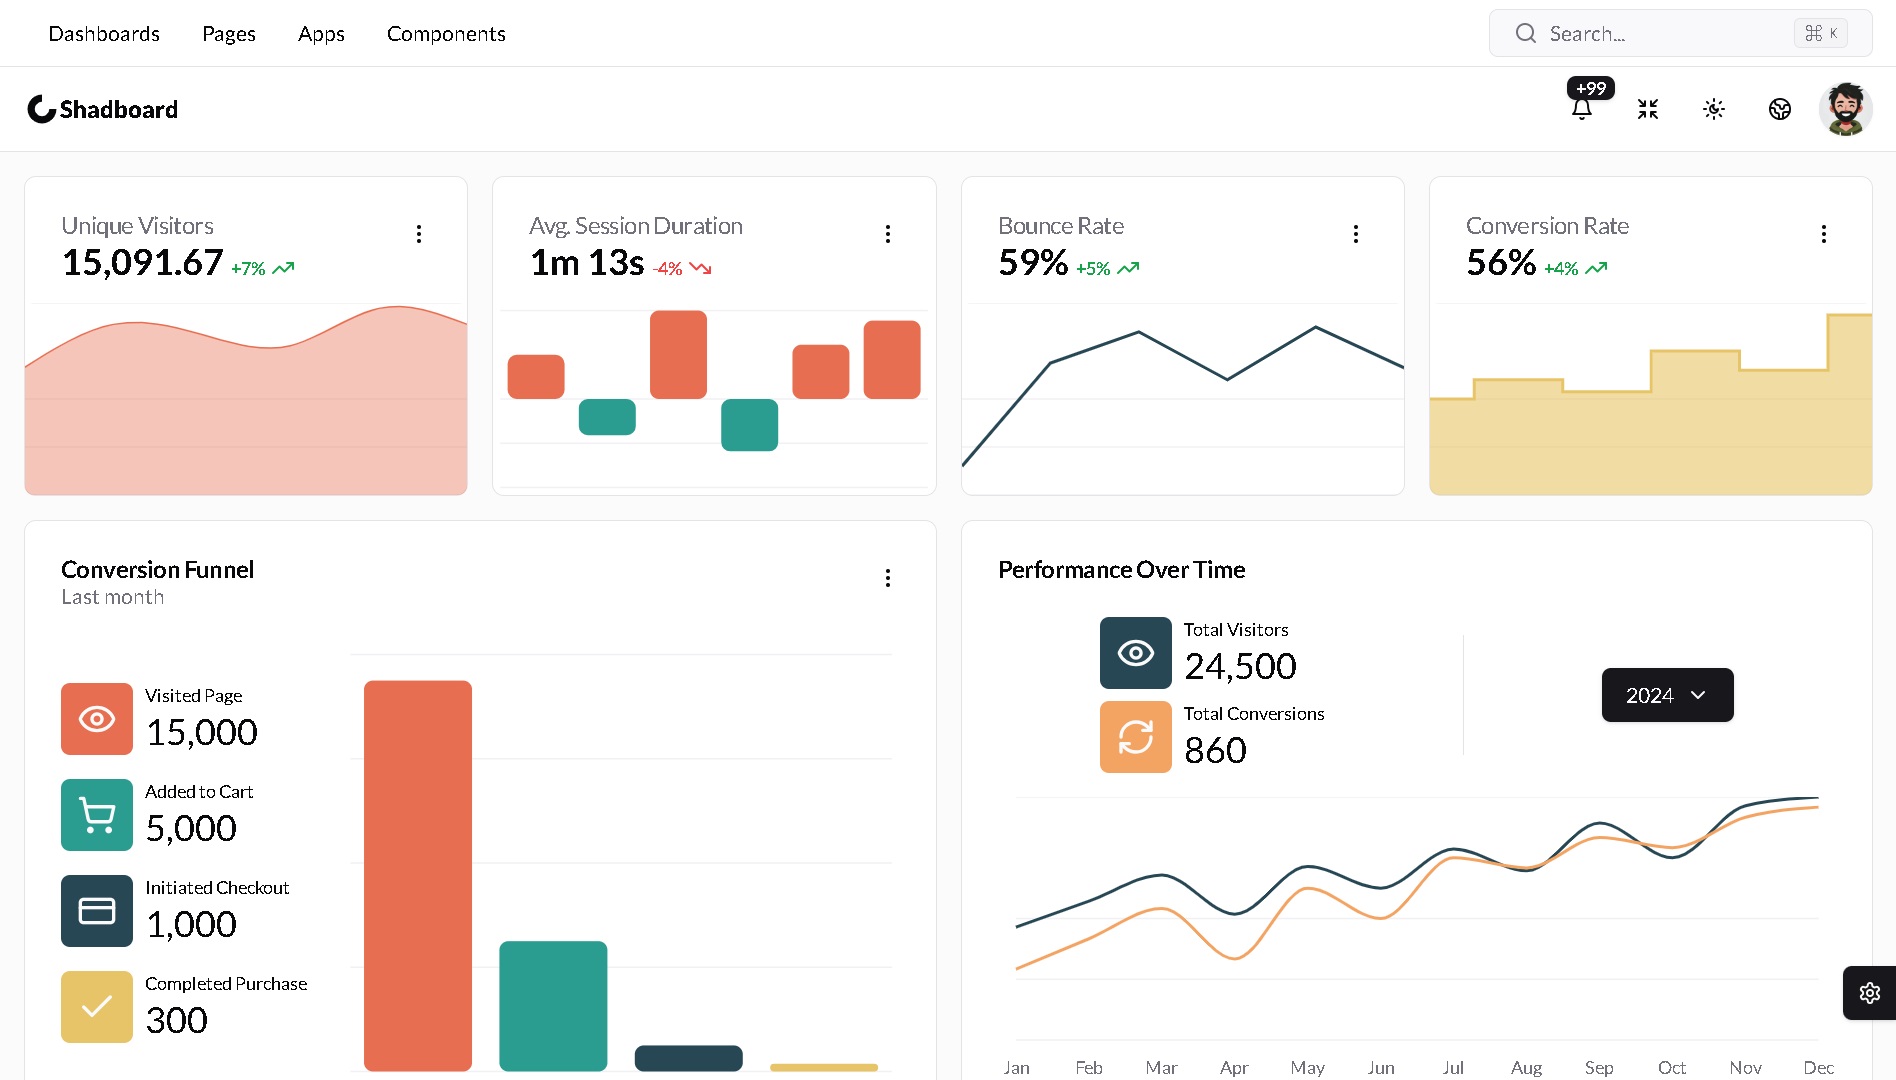 Dashboards Pages Apps Components Search... ⌘ K
Shadboard +99
Unique Visitors
15,091.67 +7%
Avg. Session Duration
1m 13s -4%
Bounce Rate
59% +5%
Conversion Rate
56% +4%
Conversion Funnel
Last month
Visited Page
15,000
Added to Cart
5,000
Initiated Checkout
1,000
Completed Purchase
300
Performance Over Time
Total Visitors
24,500
Total Conversions
860
2024
Jan Feb Mar Apr May Jun Jul Aug Sep Oct Nov Dec